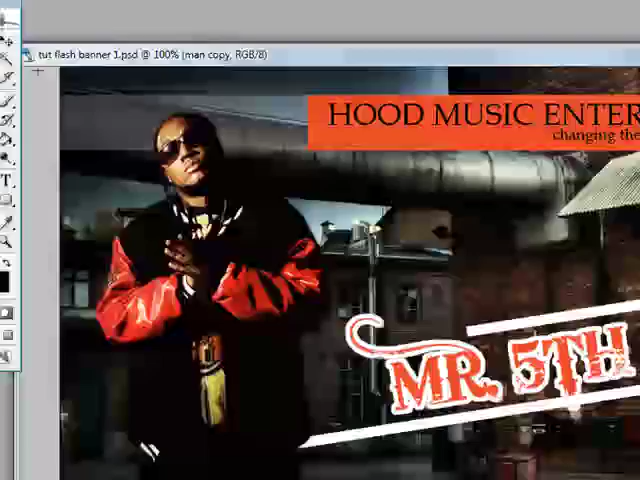 tut flash banner 1.psd @ 100% (man copy, RGB/8)
HOOD MUSIC ENTER
changing the
MR. 5TH
T